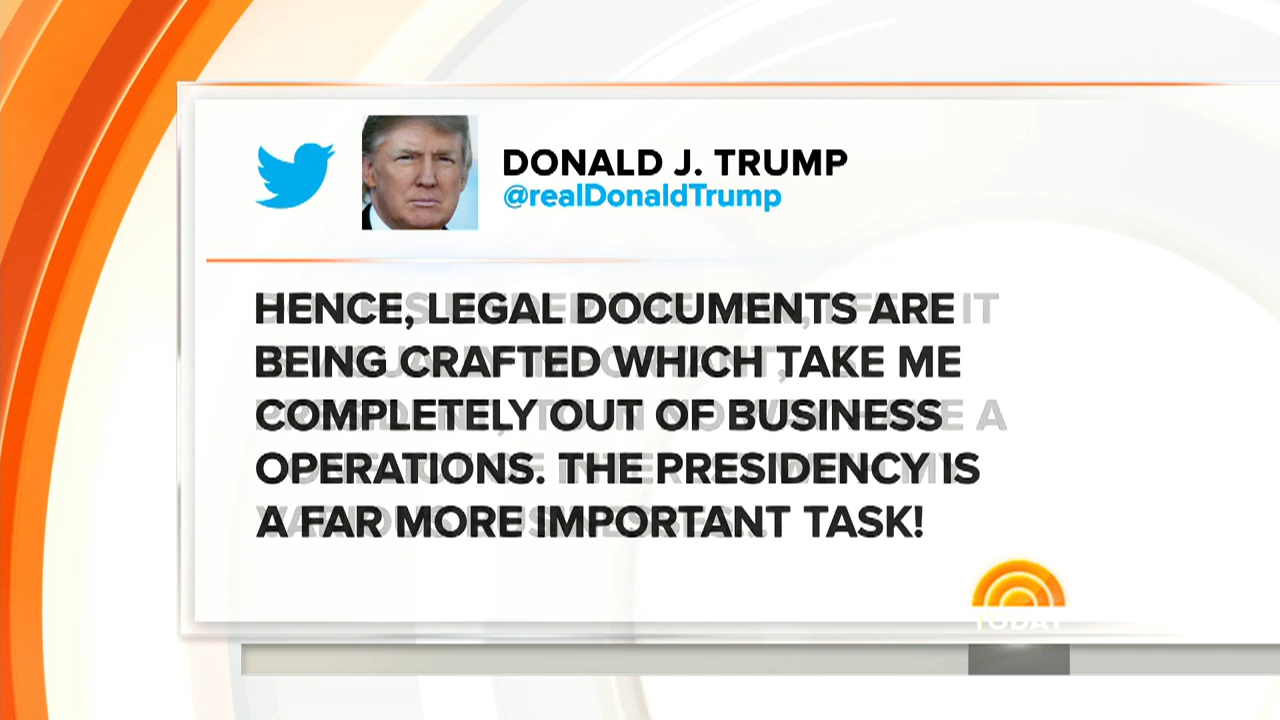 DONALD J. TRUMP
@realDonaldTrump
HENCE, LEGAL DOCUMENTS ARE
BEING CRAFTED WHICH TAKE ME
COMPLETELY OUT OF BUSINESS
OPERATIONS. THE PRESIDENCY IS
A FAR MORE IMPORTANT TASK!
TODAY